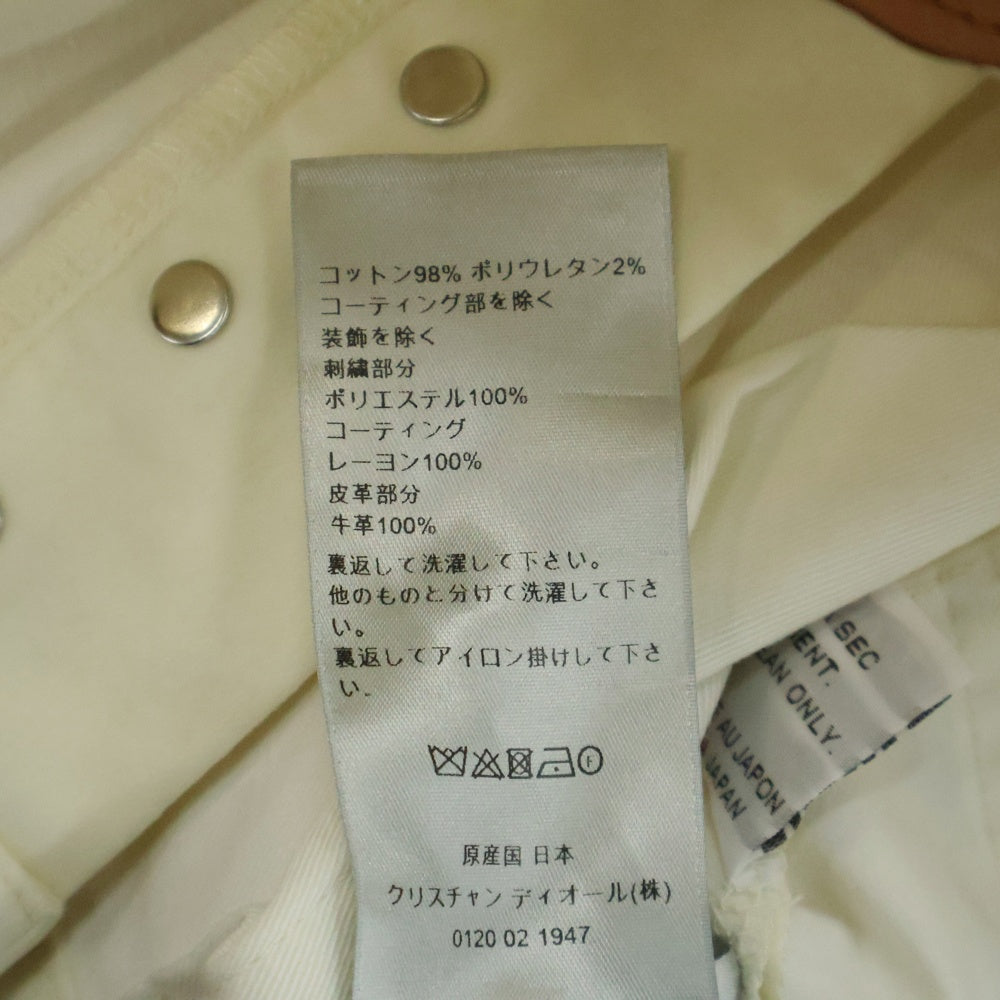 コットン98% ポリウレタン2%
コーティング部を除く
装飾を除く
刺繍部分
ポリエステル100%
コーティング
レーヨン100%
皮革部分
牛革100%
裏返して洗濯して下さい。
他のものと分けて洗濯して下さ
い。
裏返してアイロン掛けして下さ
い.
F
原産国 日本
クリスチャン ディオール(株)
0120 02 1947
SEC
ENT.
ONLY.
AU JAPON
JAPAN